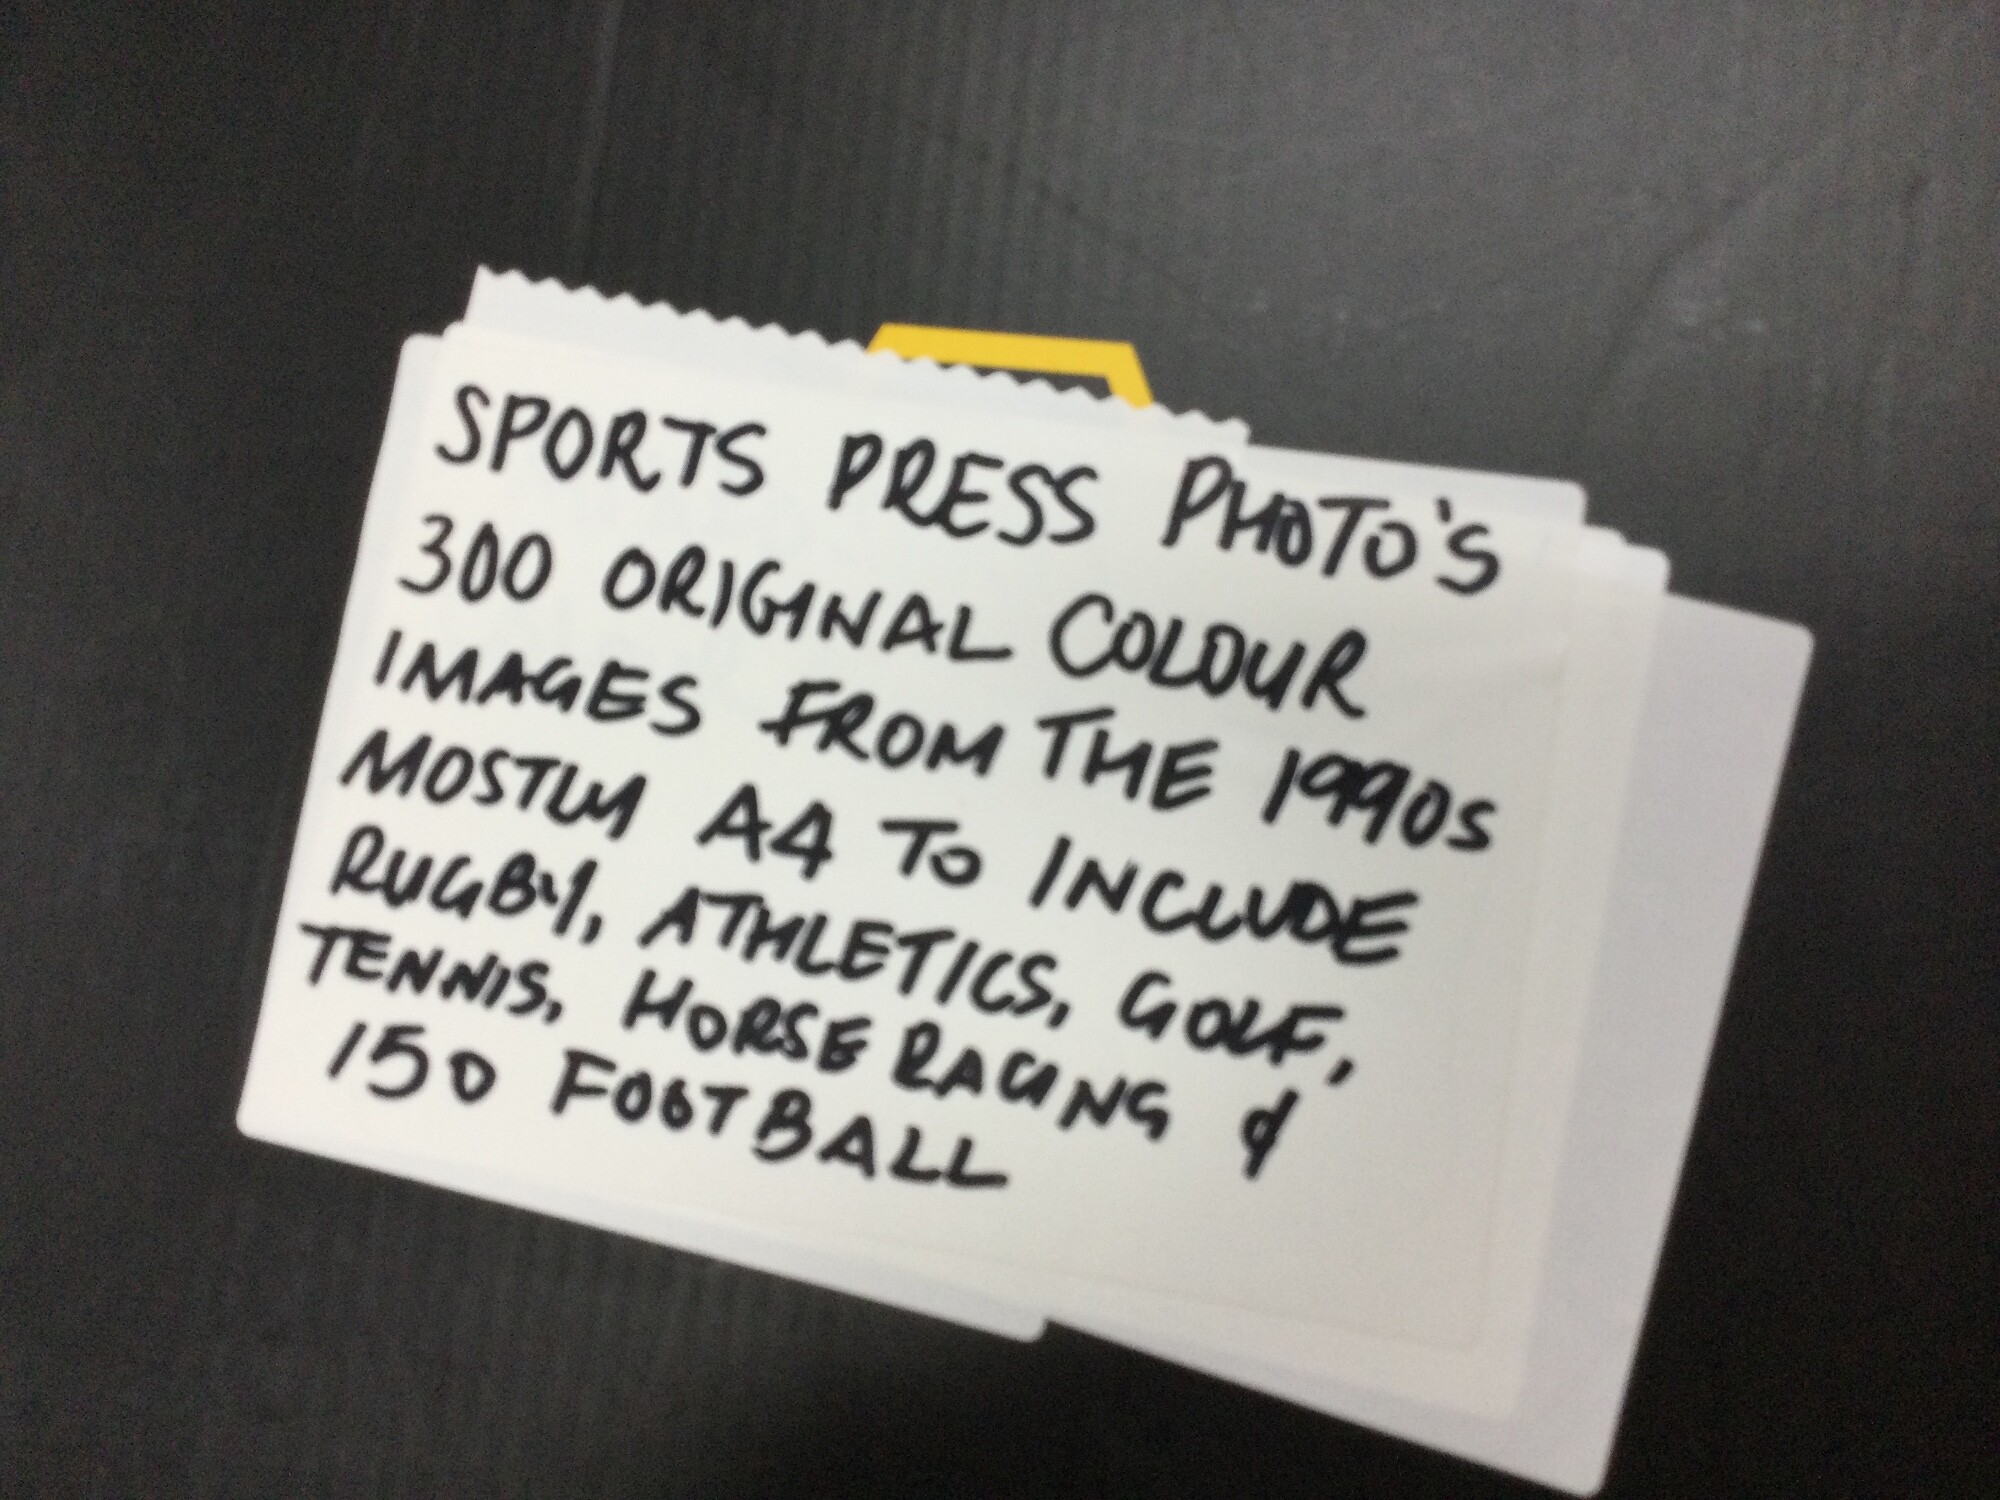 SPORTS PRESS PHOTO'S
300 ORIGINAL COLOUR
IMAGES FROM THE 1990s
MOSTLY A4 TO INCLUDE
RUGBY, ATHLETICS, GOLF,
TENNIS, HORSE RACING &
150 FOOTBALL